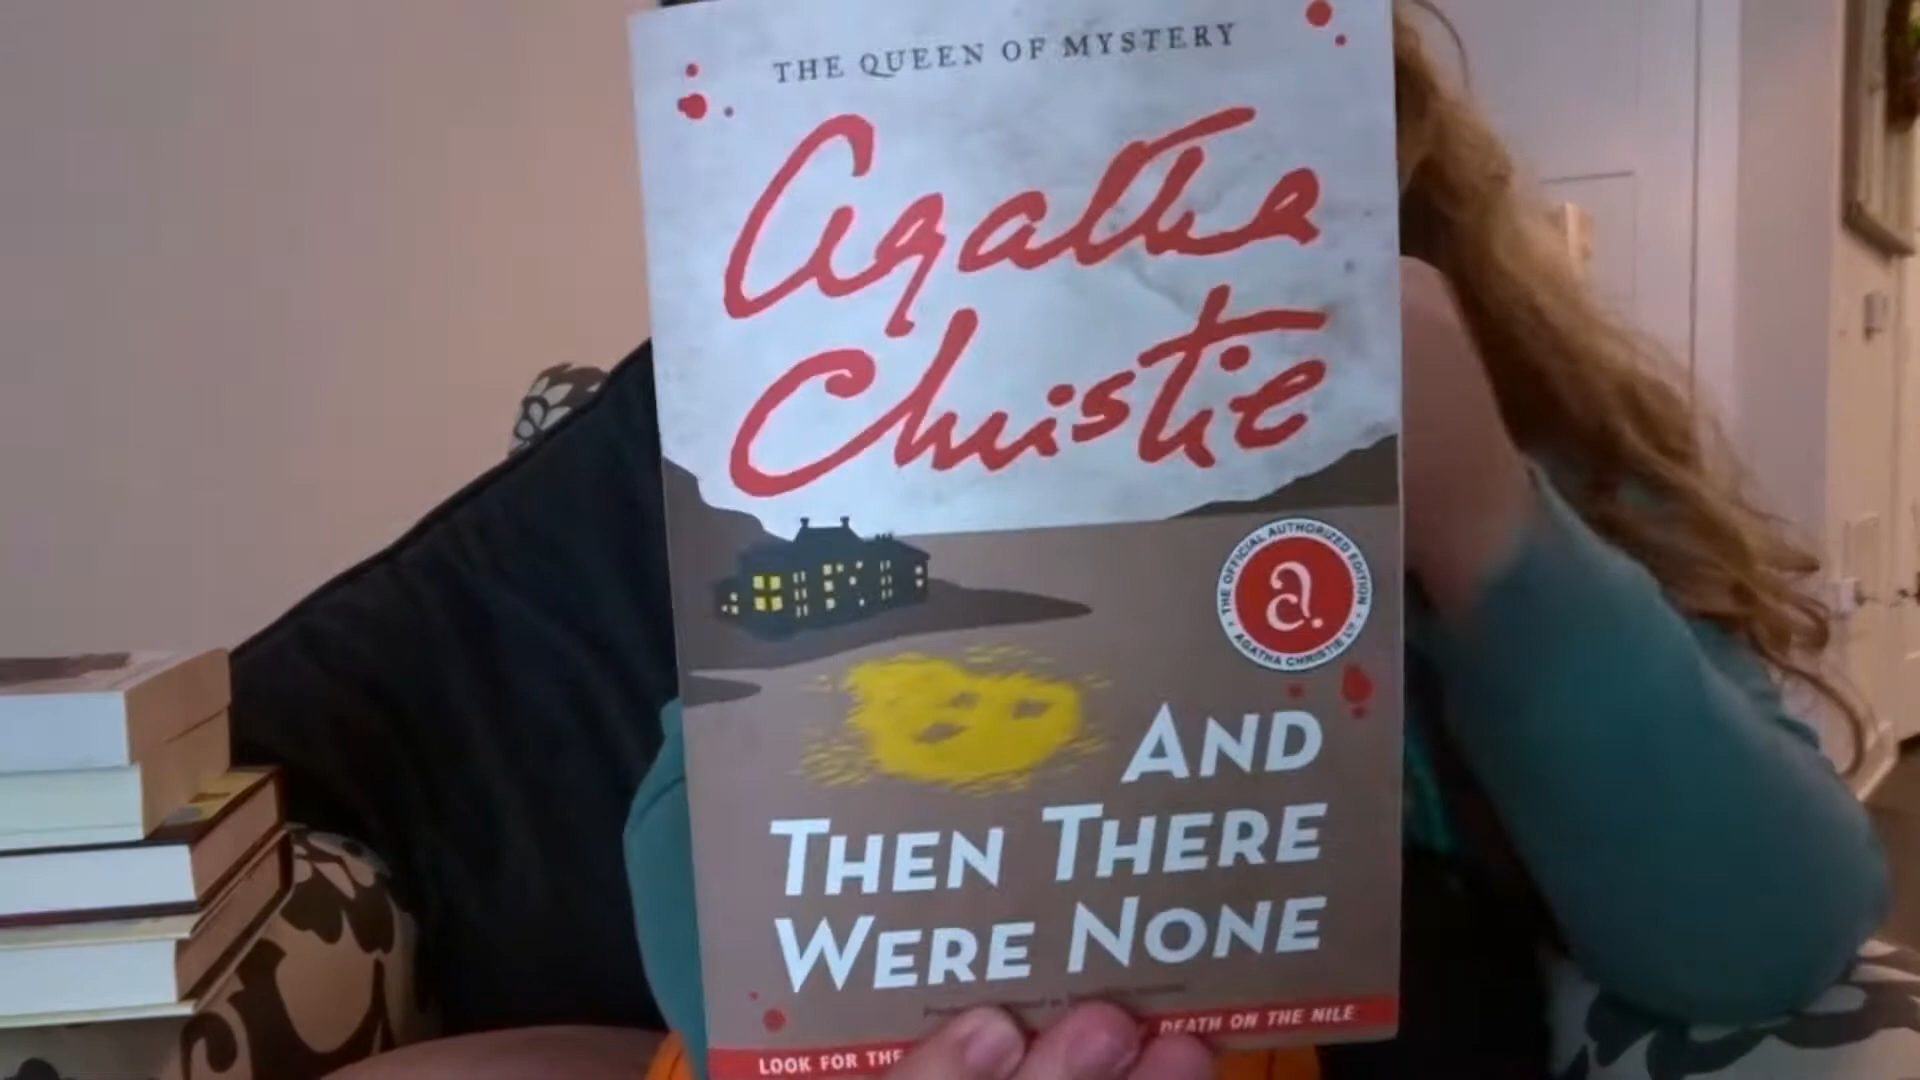 THE QUEEN OF MYSTERY
Agatha
Christie
THE OFFICIAL AUTHORIZED EDITION
a.
AGATHA CHRISTIE LTD
AND
THEN THERE
WERE NONE
LOOK FOR THE
DEATH ON THE NILE